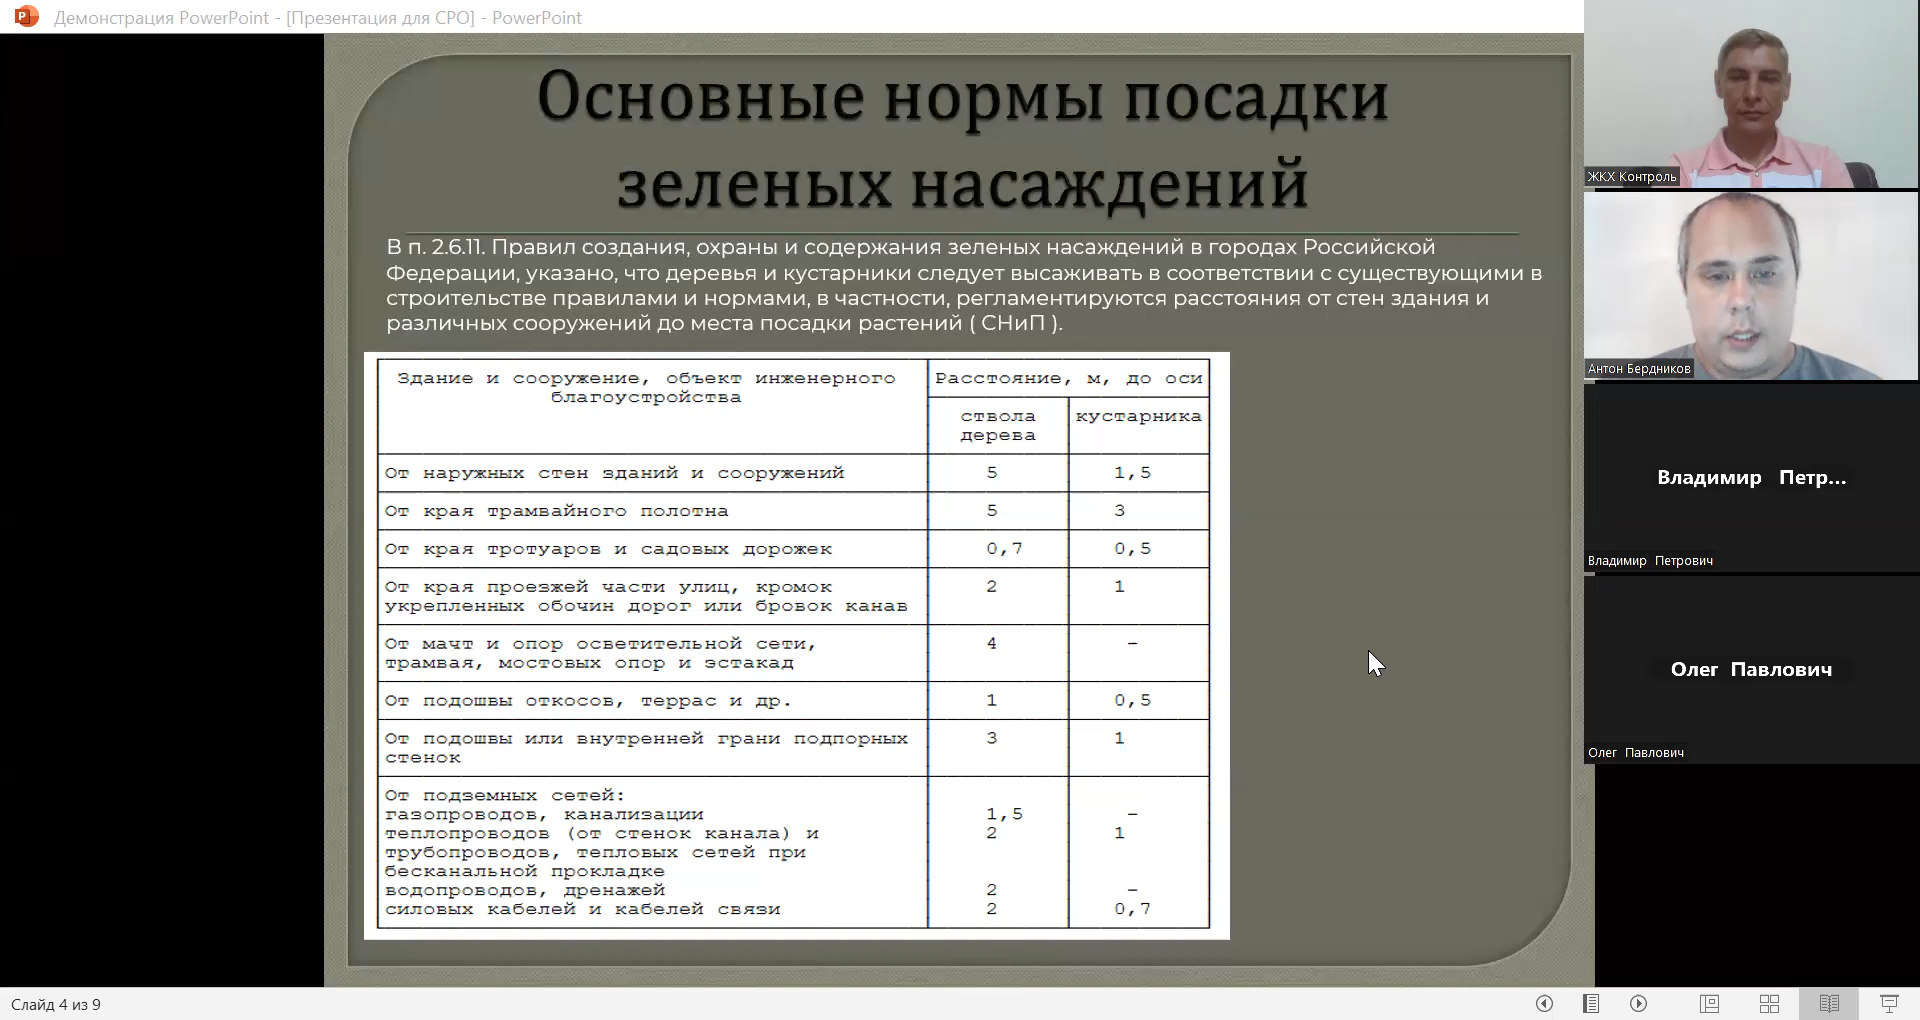 Демонстрация PowerPoint - [Презентация для СРО] - PowerPoint
Основные нормы посадки
зеленых насаждений
В п. 2.6.11. Правил создания, охраны и содержания зеленых насаждений в городах Российской
Федерации, указано, что деревья и кустарники следует высаживать в соответствии с существующими в
строительстве правилами и нормами, в частности, регламентируются расстояния от стен здания и
различных сооружений до места посадки растений ( СНиП ).
Здание и сооружение, объект инженерного Расстояние, м, до оси
благоустройства
ствола кустарника
дерева
От наружных стен зданий и сооружений 5 1,5
От края трамвайного полотна 5 3
От края тротуаров и садовых дорожек 0,7 0,5
От края проезжей части улиц, кромок 2 1
укрепленных обочин дорог или бровок канав
От мачт и опор осветительной сети, 4 -
трамвая, мостовых опор и эстакад
От подошвы откосов, террас и др. 1 0,5
От подошвы или внутренней грани подпорных 3 1
стенок
От подземных сетей:
газопроводов, канализации 1,5 -
теплопроводов (от стенок канала) и 2 1
трубопроводов, тепловых сетей при
бесканальной прокладке
водопроводов, дренажей 2 -
силовых кабелей и кабелей связи 2 0,7
ЖКХ Контроль
Антон Бердников
Владимир Петр...
Владимир Петрович
Олег Павлович
Олег Павлович
Слайд 4 из 9